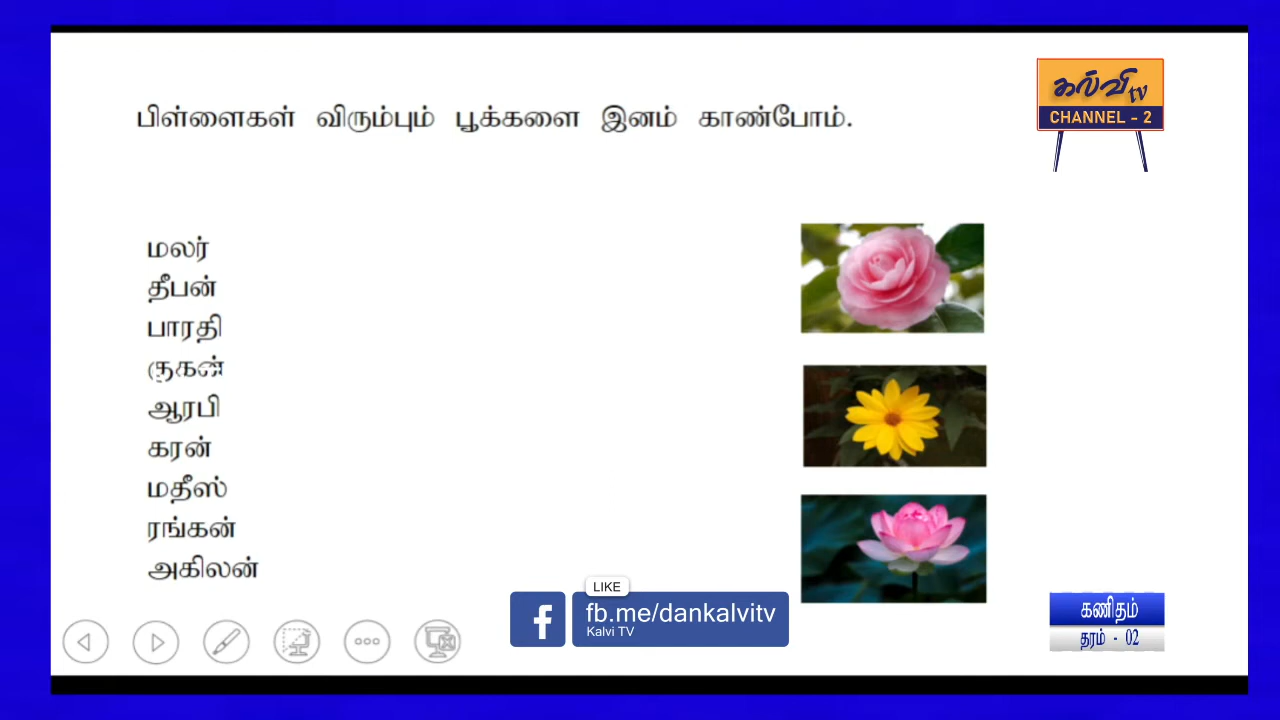 பிள்ளைகள் விரும்பும் பூக்களை இனம் காண்போம்.
கல்வி tv
CHANNEL - 2
மலர்
தீபன்
பாரதி
குகன்
ஆரபி
கரன்
மதீஸ்
ரங்கன்
அகிலன்
LIKE
fb.me/dankalvitv
Kalvi TV
கணிதம்
தரம் - 02